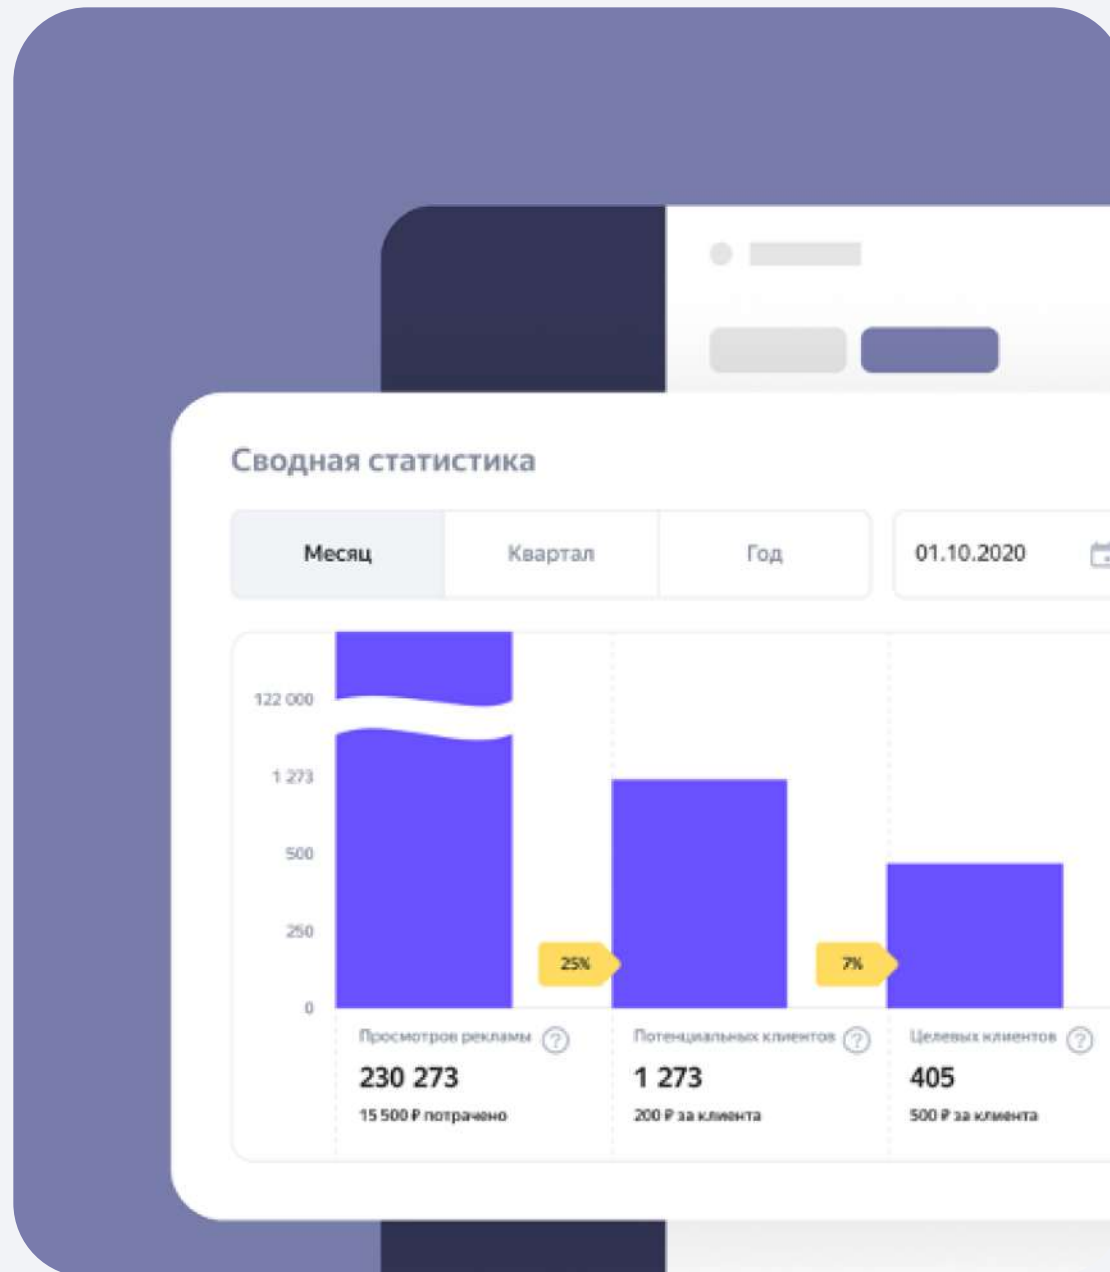 Сводная статистика
Месяц
Квартал
Год
01.10.2020
122 000
1 273
500
250
0
25%
7%
Просмотров рекламы ?
230 273
15 500 ₽ потрачено
Потенциальных клиентов ?
1 273
200 ₽ за клиента
Целевых клиентов ?
405
500 ₽ за клиента